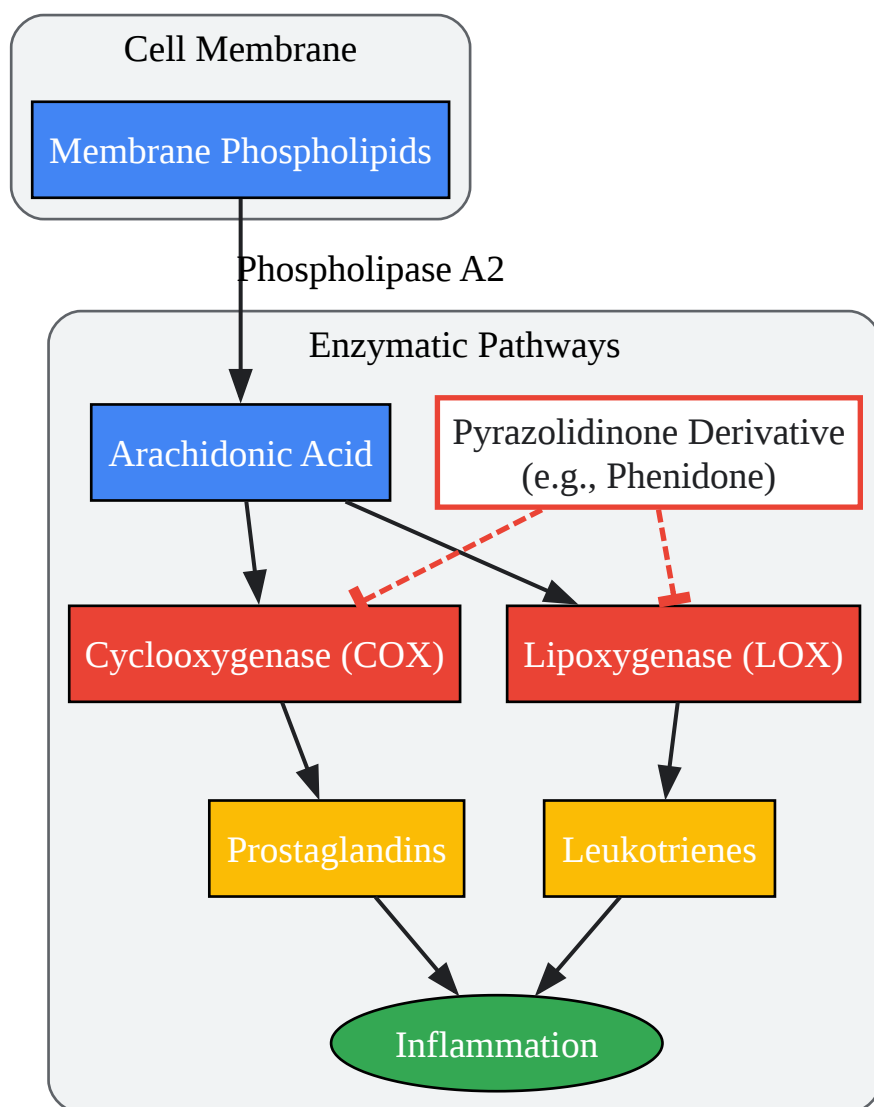 Cell Membrane
Membrane Phospholipids
Phospholipase A2
Enzymatic Pathways
Arachidonic Acid
Pyrazolidinone Derivative
(e.g., Phenidone)
Cyclooxygenase (COX)
Lipoxygenase (LOX)
Prostaglandins
Leukotrienes
Inflammation